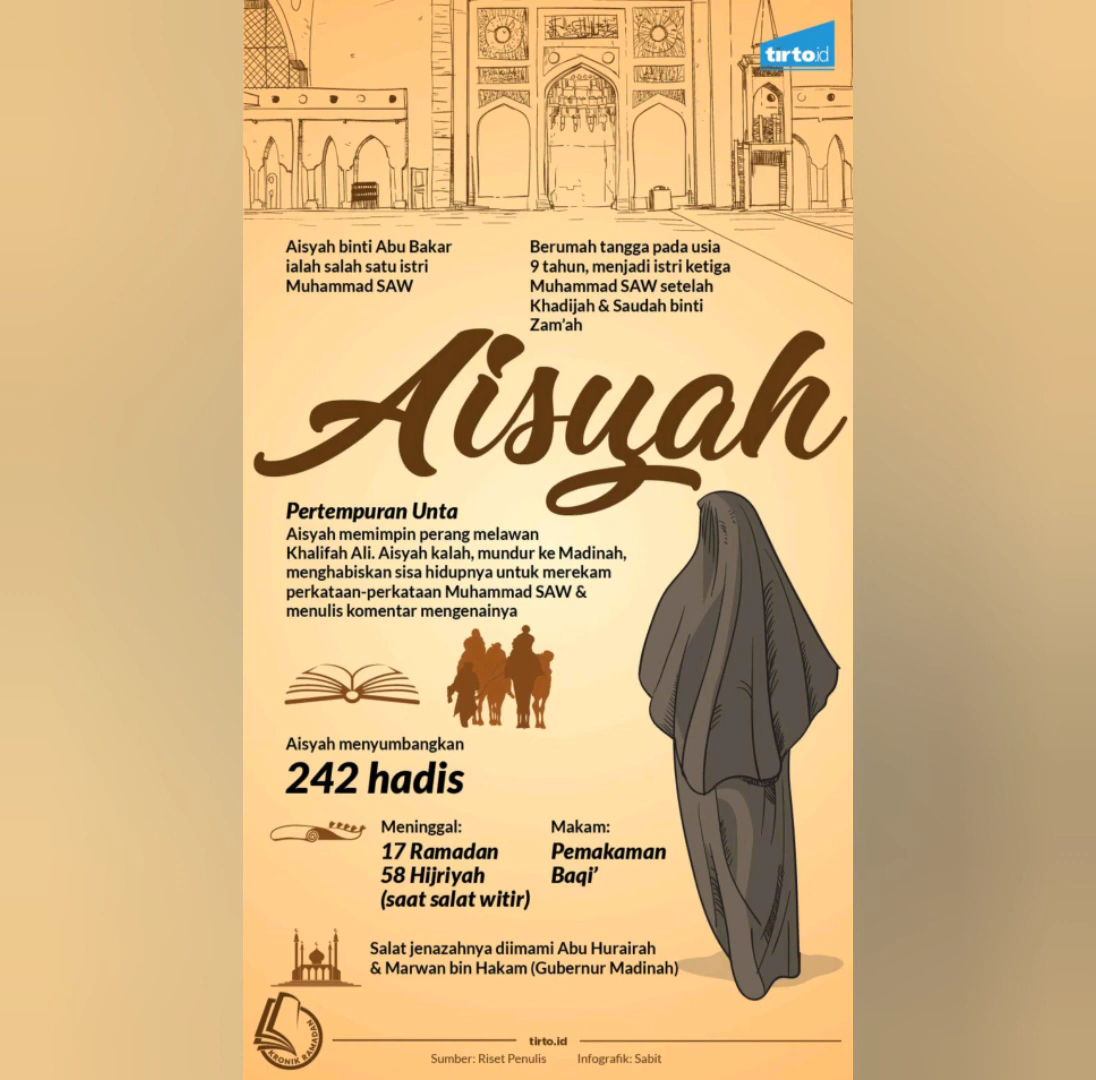 tirto.id
Aisyah binti Abu Bakar
ialah salah satu istri
Muhammad SAW
Berumah tangga pada usia
9 tahun, menjadi istri ketiga
Muhammad SAW setelah
Khadijah & Saudah binti
Zam'ah
Aisyah
Pertempuran Unta
Aisyah memimpin perang melawan
Khalifah Ali. Aisyah kalah, mundur ke Madinah,
menghabiskan sisa hidupnya untuk merekam
perkataan-perkataan Muhammad SAW &
menulis komentar mengenainya
Aisyah menyumbangkan
242 hadis
Meninggal:
17 Ramadan
58 Hijriyah
(saat salat witir)
Makam:
Pemakaman
Baqi'
Salat jenazahnya diimami Abu Hurairah
& Marwan bin Hakam (Gubernur Madinah)
KRONIK RAMADAN
tirto.id
Sumber: Riset Penulis Infografik: Sabit